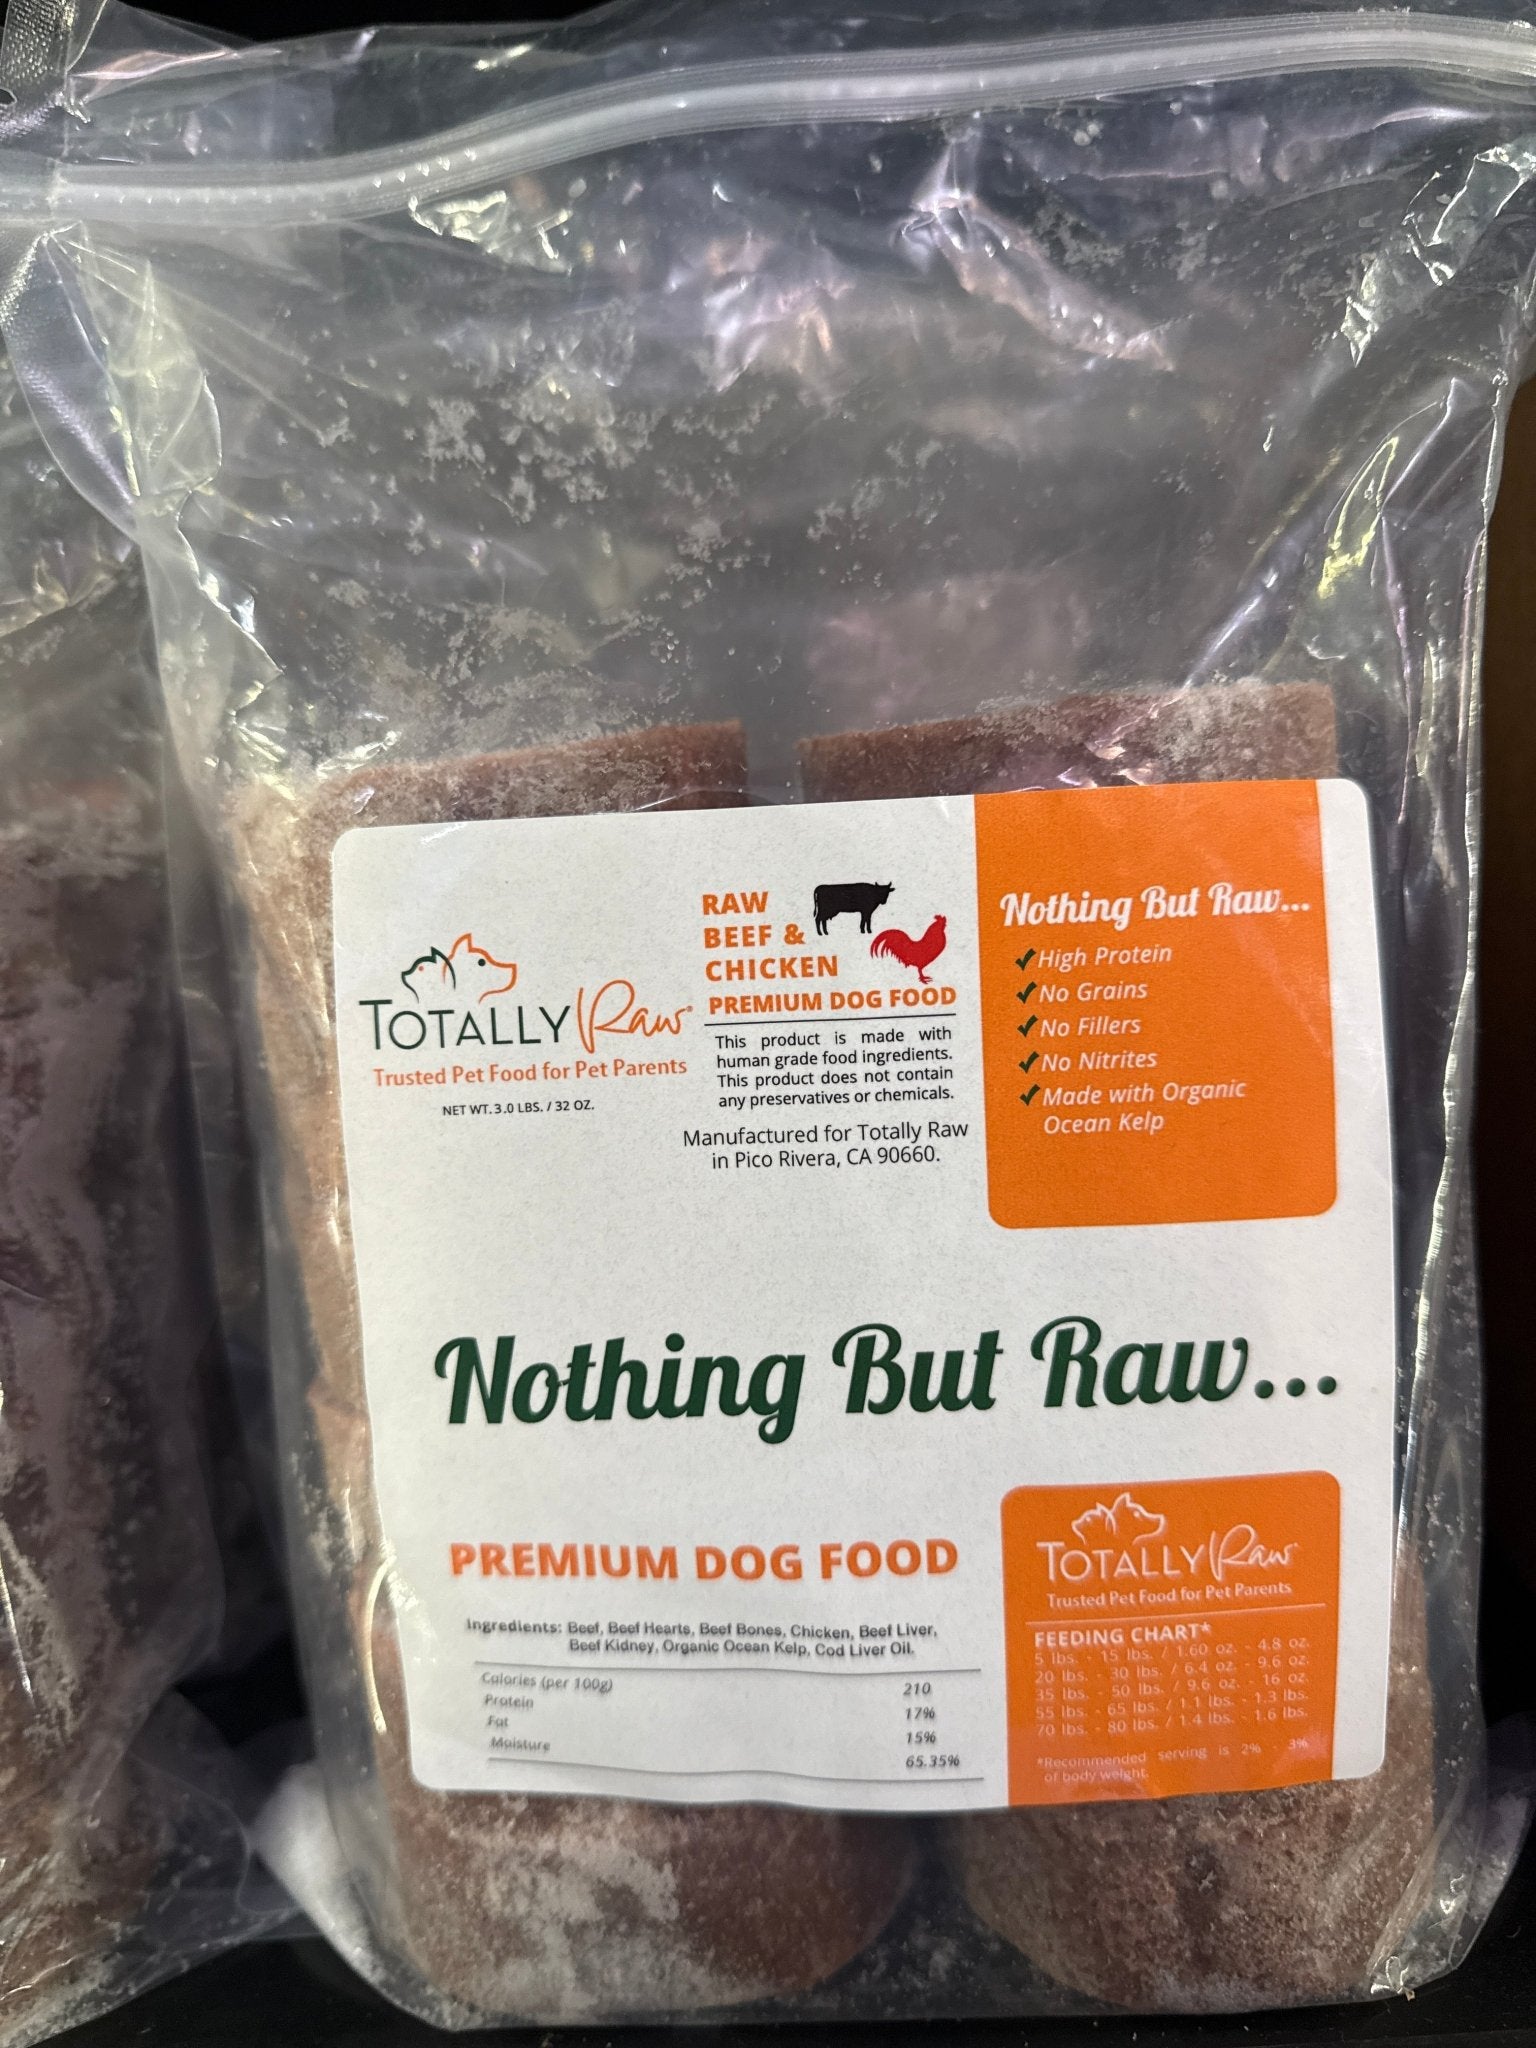 TOTALLY Raw
Trusted Pet Food for Pet Parents
NET WT. 3.0 LBS. / 32 OZ.
RAW
BEEF &
CHICKEN
PREMIUM DOG FOOD
This product is made with
human grade food ingredients.
This product does not contain
any preservatives or chemicals.
Manufactured for Totally Raw
in Pico Rivera, CA 90660.
Nothing But Raw...
✓High Protein
✓No Grains
✓No Fillers
✓No Nitrites
✓Made with Organic
Ocean Kelp
Nothing But Raw...
PREMIUM DOG FOOD
Ingredients: Beef, Beef Hearts, Beef Bones, Chicken, Beef Liver,
Beef Kidney, Organic Ocean Kelp, Cod Liver Oil.
Calories (per 100g) 210
Protein 17%
Fat 15%
Moisture 65.35%
TOTALLY Raw
Trusted Pet Food for Pet Parents
FEEDING CHART*
5 lbs. - 15 lbs. / 1.60 oz. - 4.8 oz.
20 lbs. - 30 lbs. / 6.4 oz. - 9.6 oz.
35 lbs. - 50 lbs. / 9.6 oz. - 16 oz.
55 lbs. - 65 lbs. / 1.1 lbs. - 1.3 lbs.
70 lbs. - 80 lbs. / 1.4 lbs. - 1.6 lbs.
*Recommended serving is 2% - 3%
of body weight.